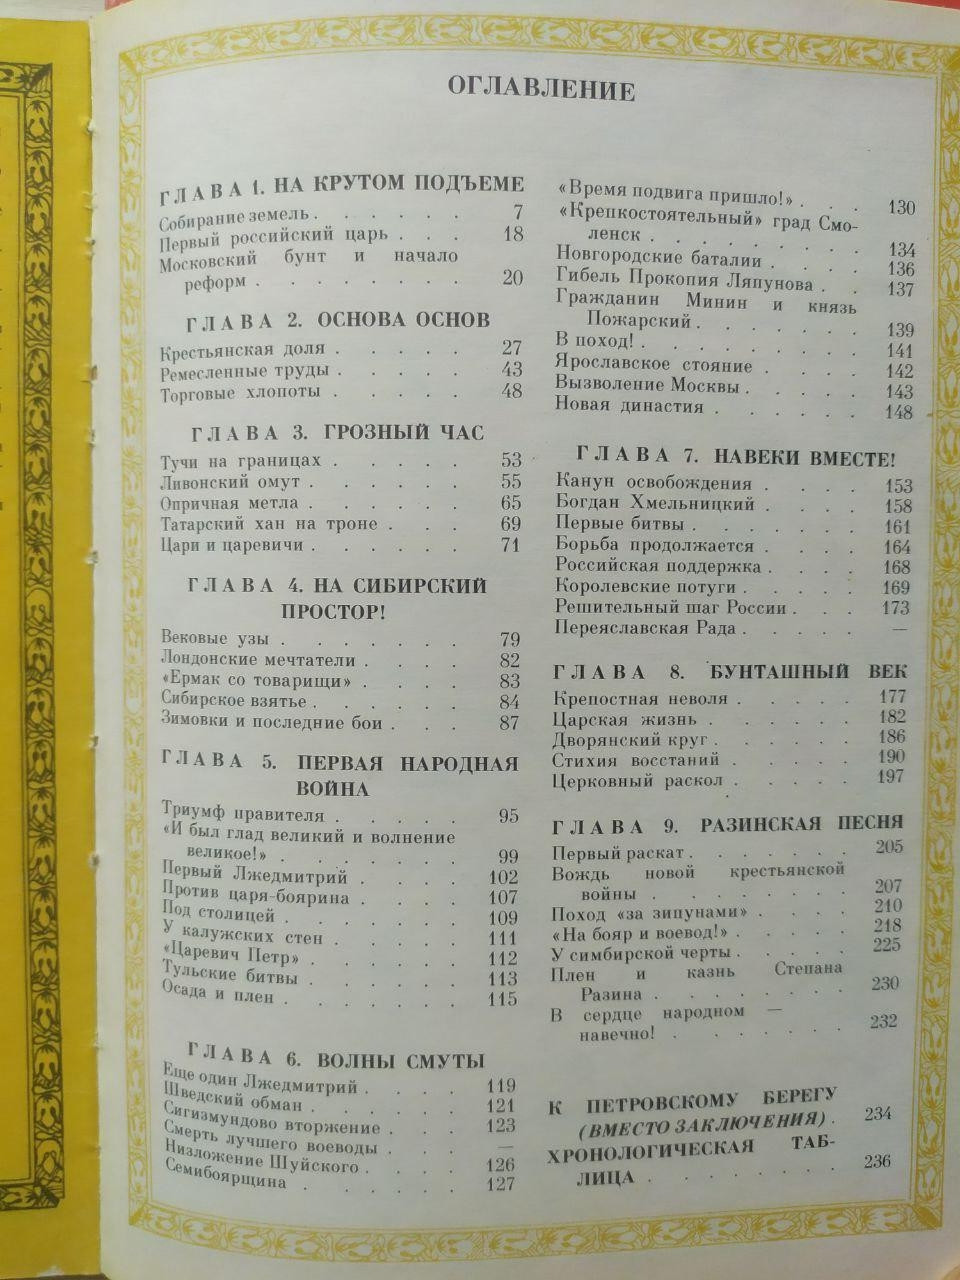 ОГЛАВЛЕНИЕ
ГЛАВА 1. НА КРУТОМ ПОДЪЕМЕ
Собирание земель . . . . . . 7
Первый российский царь . . . 18
Московский бунт и начало
реформ . . . . . . . . 20
ГЛАВА 2. ОСНОВА ОСНОВ
Крестьянская доля . . . . . 27
Ремесленные труды . . . . . 43
Торговые хлопоты . . . . . 48
ГЛАВА 3. ГРОЗНЫЙ ЧАС
Тучи на границах . . . . . 53
Ливонский омут . . . . . . 55
Опричная метла . . . . . . 65
Татарский хан на троне . . . 69
Цари и царевичи . . . . . . 71
ГЛАВА 4. НА СИБИРСКИЙ
ПРОСТОР!
Вековые узы . . . . . . 79
Лондонские мечтатели . . . . 82
«Ермак со товарищи» . . . . 83
Сибирское взятье . . . . . . 84
Зимовки и последние бои . . . 87
ГЛАВА 5. ПЕРВАЯ НАРОДНАЯ
ВОЙНА
Триумф правителя . . . . . 95
«И был глад великий и волнение
великое!» . . . . . . . 99
Первый Лжедмитрий . . . . 102
Против царя-боярина . . . . 107
Под столицей . . . . . . 109
У калужских стен . . . . . 111
«Царевич Петр» . . . . . . 112
Тульские битвы . . . . . . 113
Осада и плен . . . . . . 115
ГЛАВА 6. ВОЛНЫ СМУТЫ
Еще один Лжедмитрий . . . . 119
Шведский обман . . . . . . 121
Сигизмундово вторжение . . . 123
Смерть лучшего воеводы . . . —
Низложение Шуйского . . . . 126
Семибоярщина . . . . . . 127
«Время подвига пришло!» . . . 130
«Крепкостоятельный» град Смо-
ленск . . . . . . . . 134
Новгородские баталии . . . . 136
Гибель Прокопия Ляпунова . . 137
Гражданин Минин и князь
Пожарский . . . . . . . 139
В поход! . . . . . . . . 141
Ярославское стояние . . . . 142
Вызволение Москвы . . . . . 143
Новая династия . . . . . . 148
ГЛАВА 7. НАВЕКИ ВМЕСТЕ!
Канун освобождения . . . . 153
Богдан Хмельницкий . . . . 158
Первые битвы . . . . . . 161
Борьба продолжается . . . . 164
Российская поддержка . . . . 168
Королевские потуги . . . . . 169
Решительный шаг России . . . 173
Переяславская Рада . . . . . —
ГЛАВА 8. БУНТАШНЫЙ ВЕК
Крепостная неволя . . . . . 177
Царская жизнь . . . . . . 182
Дворянский круг . . . . . . 186
Стихия восстаний . . . . . 190
Церковный раскол . . . . . 197
ГЛАВА 9. РАЗИНСКАЯ ПЕСНЯ
Первый раскат . . . . . . . 205
Вождь новой крестьянской
войны . . . . . . . . 207
Поход «за зипунами» . . . . 210
«На бояр и воевод!» . . . . . 218
У симбирской черты . . . . . 225
Плен и казнь Степана
Разина . . . . . . . . 230
В сердце народном —
навечно! . . . . . . . 232
К ПЕТРОВСКОМУ БЕРЕГУ
(ВМЕСТО ЗАКЛЮЧЕНИЯ) . 234
ХРОНОЛОГИЧЕСКАЯ ТАБ-
ЛИЦА . . . . . . . . 236